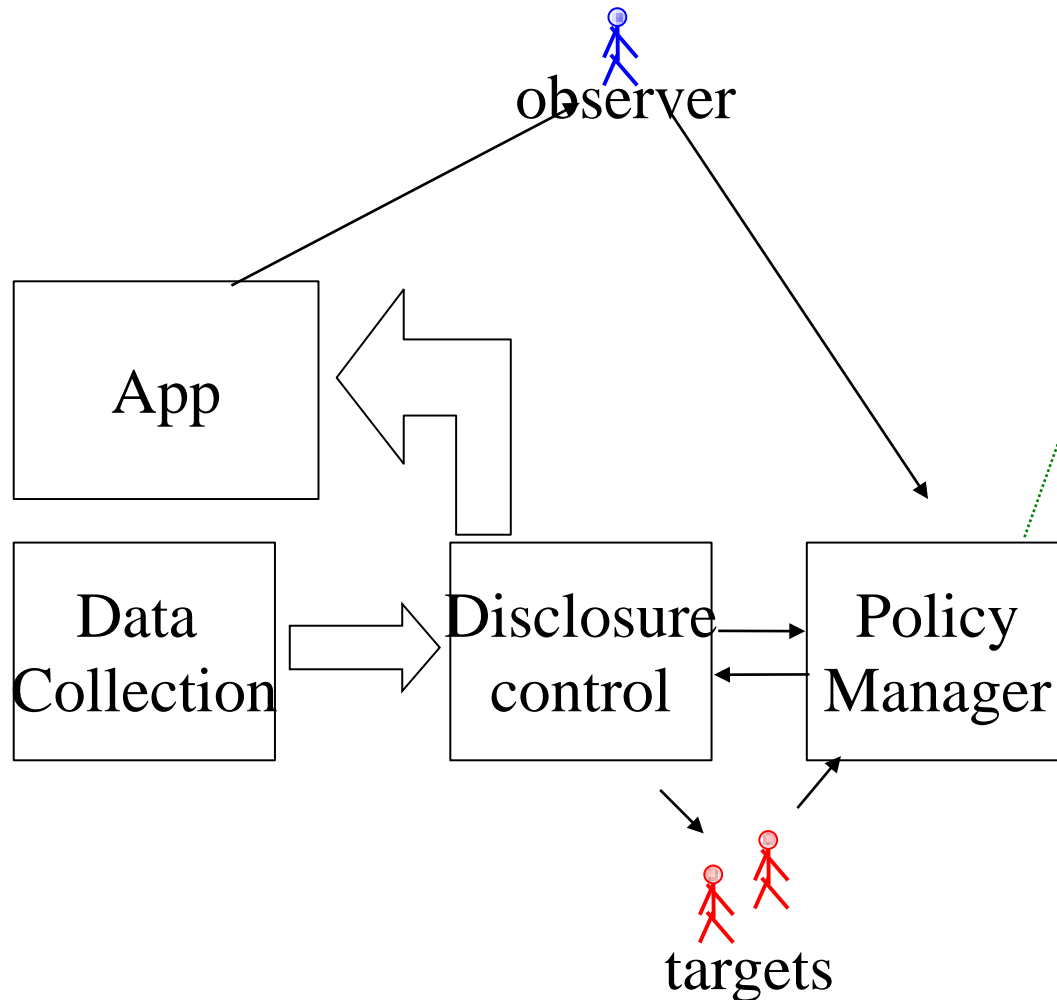 observer
App
Data
Collection
Disclosure
control
Policy
Manager
targets